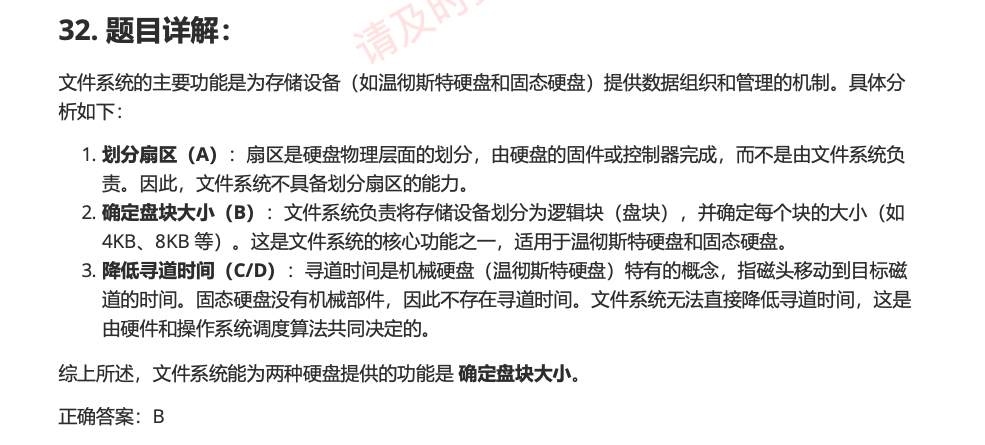 请及时
32. 题目详解：
文件系统的主要功能是为存储设备（如温彻斯特硬盘和固态硬盘）提供数据组织和管理的机制。具体分
析如下：
1. 划分扇区（A）：扇区是硬盘物理层面的划分，由硬盘的固件或控制器完成，而不是由文件系统负
责。因此，文件系统不具备划分扇区的能力。
2. 确定盘块大小（B）：文件系统负责将存储设备划分为逻辑块（盘块），并确定每个块的大小（如
4KB、8KB 等）。这是文件系统的核心功能之一，适用于温彻斯特硬盘和固态硬盘。
3. 降低寻道时间（C/D）：寻道时间是机械硬盘（温彻斯特硬盘）特有的概念，指磁头移动到目标磁
道的时间。固态硬盘没有机械部件，因此不存在寻道时间。文件系统无法直接降低寻道时间，这是
由硬件和操作系统调度算法共同决定的。
综上所述，文件系统能为两种硬盘提供的功能是 确定盘块大小。
正确答案：B